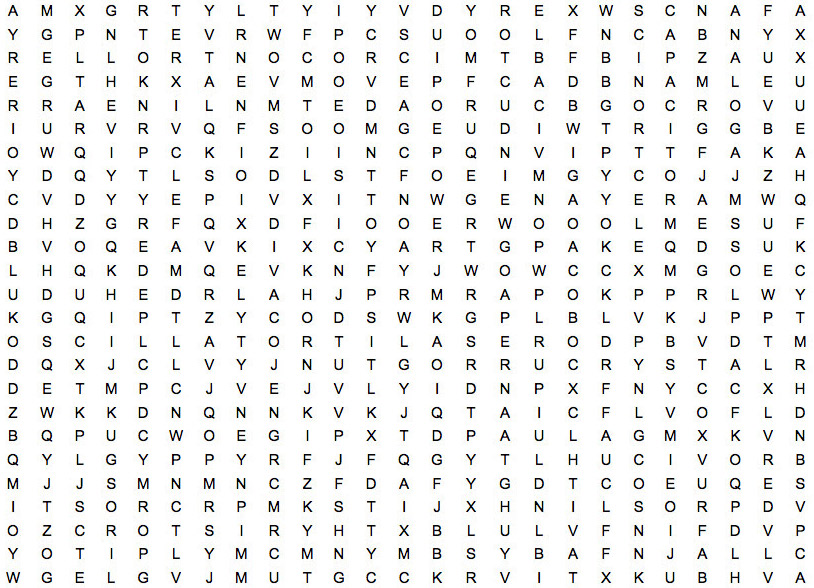 A M X G R T Y L T Y I Y V D Y R E X W S C N A F A
Y G P N T E V R W F P C S U O O L F N C A B N Y X
R E L L O R T N O C O R C I M T B F B I P Z A U X
E G T H K X A E V M O V E P F C A D B N A M L E U
R R A E N I L N M T E D A O R U C B G O C R O V U
I U R V R V Q F S O O M G E U D I W T R I G G B E
O W Q I P C K I Z I I N C P Q N V I P T T F A K A
Y D Q Y T L S O D L S T F O E I M G Y C O J J Z H
C V D Y Y E P I V X I T N W G E N A Y E R A M W Q
D H Z G R F Q X D F I O O E R W O O O L M E S U F
B V O Q E A V K I X C Y A R T G P A K E Q D S U K
L H Q K D M Q E V K N F Y J W O W C C X M G O E C
U D U H E D R L A H J P R M R A P O K P P R L W Y
K G Q I P T Z Y C O D S W K G P L B L V K J P P T
O S C I L L A T O R T I L A S E R O D P B V D T M
D Q X J C L V Y J N U T G O R R U C R Y S T A L R
D E T M P C J V E J V L Y I D N P X F N Y C C X H
Z W K K D N Q N N K V K J Q T A I C F L V O F L D
B Q P U C W O E G I P X T D P A U L A G M X K V N
Q Y L G Y P P Y R F J F Q G Y T L H U C I V O R B
M J J S M N M N C Z F D A F Y G D T C O E U Q E S
I T S O R C R P M K S T I J X H N I L S O R P D V
O Z C R O T S I R Y H T X B L U L V F N I F D V P
Y O T I P L Y M C M N Y M B S Y B A F N J A L L C
W G E L G V J M U T G C C K R V I T X K U B H V A